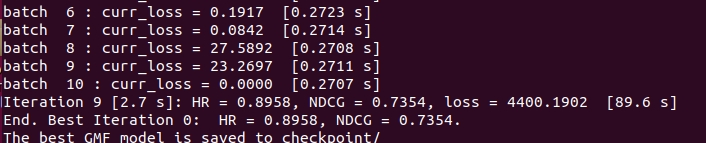 batch  6 : curr_loss = 0.1917  [0.2723 s]
batch  7 : curr_loss = 0.0842  [0.2714 s]
batch  8 : curr_loss = 27.5892  [0.2708 s]
batch  9 : curr_loss = 23.2697  [0.2711 s]
batch  10 : curr_loss = 0.0000  [0.2707 s]
Iteration 9 [2.7 s]: HR = 0.8958, NDCG = 0.7354, loss = 4400.1902  [89.6 s]
End. Best Iteration 0:  HR = 0.8958, NDCG = 0.7354.
The best GMF model is saved to checkpoint/